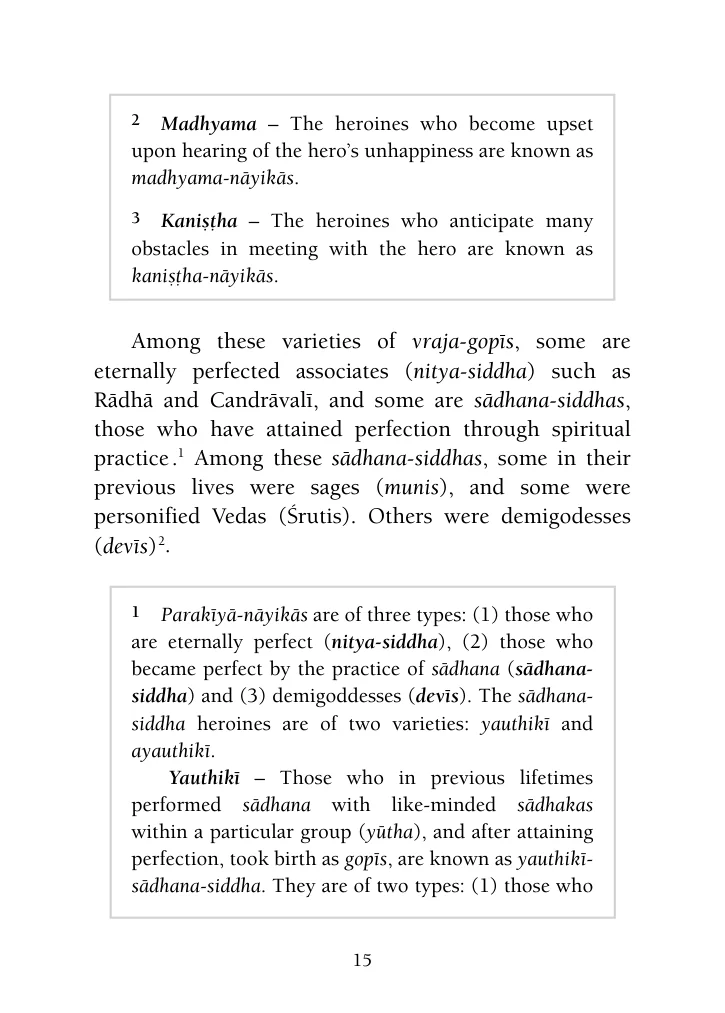 2 Madhyama – The heroines who become upset
upon hearing of the hero’s unhappiness are known as
madhyama-nāyikās.
3 Kaniṣṭha – The heroines who anticipate many
obstacles in meeting with the hero are known as
kaniṣṭha-nāyikās.
Among these varieties of vraja-gopīs, some are
eternally perfected associates (nitya-siddha) such as
Rādhā and Candrāvalī, and some are sādhana-siddhas,
those who have attained perfection through spiritual
practice.1 Among these sādhana-siddhas, some in their
previous lives were sages (munis), and some were
personified Vedas (Śrutis). Others were demigodesses
(devīs)2.
1 Parakīyā-nāyikās are of three types: (1) those who
are eternally perfect (nitya-siddha), (2) those who
became perfect by the practice of sādhana (sādhana-
siddha) and (3) demigoddesses (devīs). The sādhana-
siddha heroines are of two varieties: yauthikī and
ayauthikī.
Yauthikī – Those who in previous lifetimes
performed sādhana with like-minded sādhakas
within a particular group (yūtha), and after attaining
perfection, took birth as gopīs, are known as yauthikī-
sādhana-siddha. They are of two types: (1) those who
15